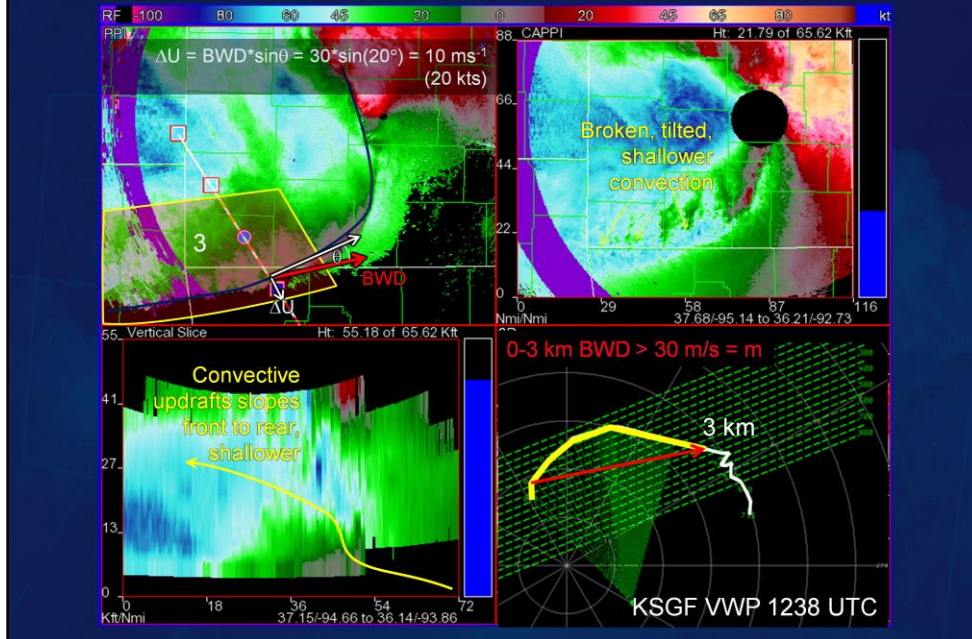 RF -100 80 60 45 20 0 20 45 65 80 kt
PPI
ΔU = BWD*sinθ = 30*sin(20°) = 10 ms-1
(20 kts)
3
θ
BWD
ΔU
88 CAPPI Ht: 21.79 of 65.62 Kft
66
44
22
0
Broken, tilted,
shallower
convection
29 58 87 116
Nmi/Nmi 37.68/-95.14 to 36.21/-92.73
55 Vertical Slice Ht: 55.18 of 65.62 Kft
41
27
13
0
Convective
updrafts slopes
front to rear,
shallower
0 18 36 54 72
Kft/Nmi 37.15/-94.66 to 36.14/-93.86
0-3 km BWD > 30 m/s = m
3 km
KSGF VWP 1238 UTC